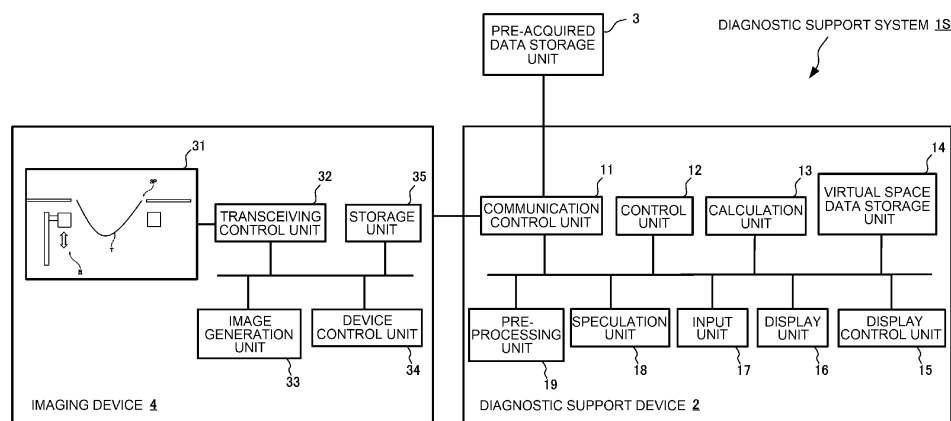 DIAGNOSTIC SUPPORT SYSTEM 1S
3
PRE-ACQUIRED
DATA STORAGE
UNIT
31
SP
T
R
32
TRANSCEIVING
CONTROL UNIT
35
STORAGE
UNIT
IMAGE
GENERATION
UNIT
33
DEVICE
CONTROL UNIT
34
IMAGING DEVICE 4
11
COMMUNICATION
CONTROL UNIT
12
CONTROL
UNIT
13
CALCULATION
UNIT
14
VIRTUAL SPACE
DATA STORAGE
UNIT
PRE-
PROCESSING
UNIT
19
SPECULATION
UNIT
18
INPUT
UNIT
17
DISPLAY
UNIT
16
DISPLAY
CONTROL UNIT
15
DIAGNOSTIC SUPPORT DEVICE 2